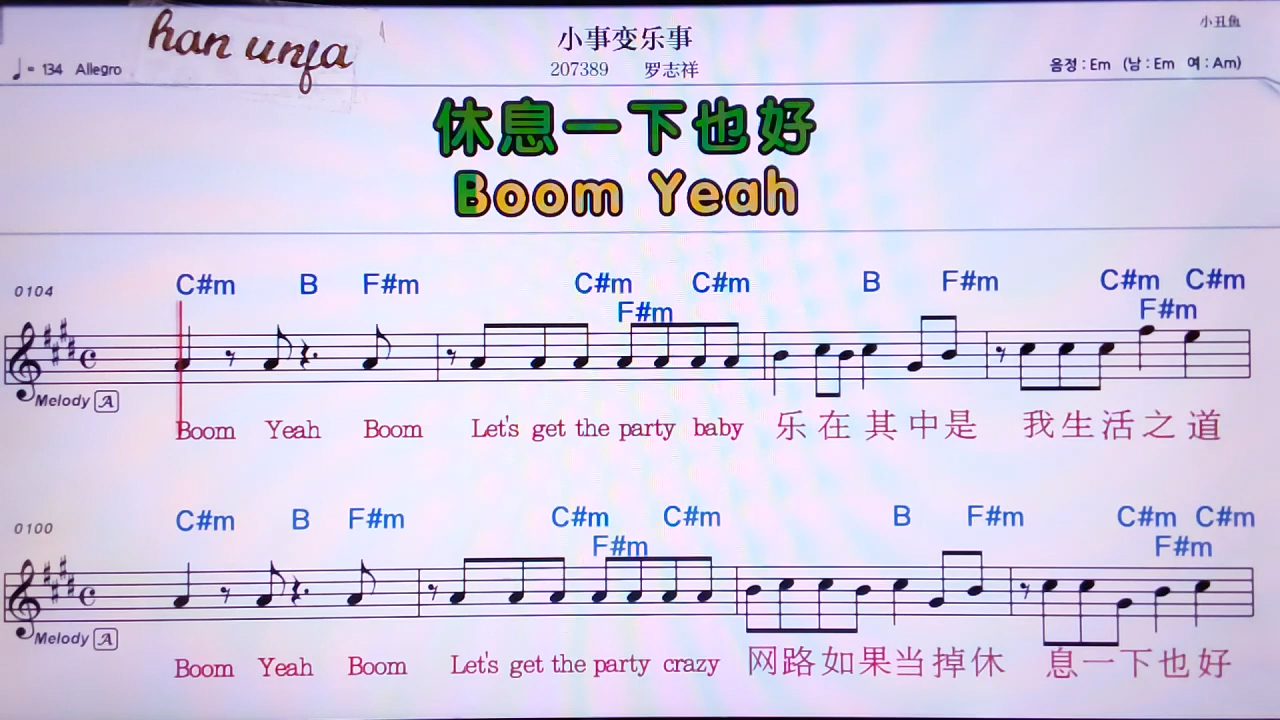 han unfa
小事变乐事
小丑鱼
♩= 134 Allegro
207389 罗志祥
음정 : Em (남 : Em 여 : Am)
休息一下也好
Boom Yeah
0104
C#m B F#m C#m F#m C#m B F#m C#m F#m C#m
Melody A
Boom Yeah Boom Let's get the party baby 乐在其中是 我生活之道
0100
C#m B F#m C#m F#m C#m B F#m C#m F#m C#m
Melody A
Boom Yeah Boom Let's get the party crazy 网路如果当掉休 息一下也好